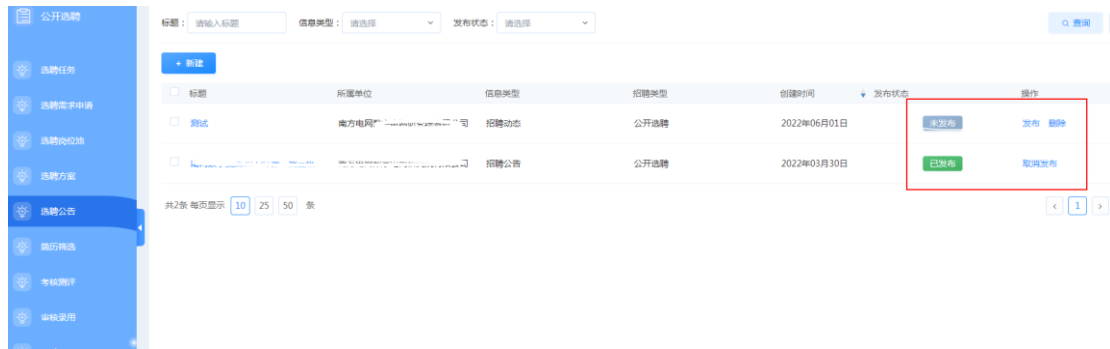 公开选聘
选聘任务
选聘需求申请
选聘岗位池
选聘方案
选聘公告
简历筛选
考核测评
审核录用
标题： 请输入标题 信息类型： 请选择 发布状态： 请选择 查询
+ 新建
标题 所属单位 信息类型 招聘类型 创建时间 发布状态 操作
测试 南方电网 司 招聘动态 公开选聘 2022年06月01日 未发布 发布 删除
招聘公告 公开选聘 2022年03月30日 已发布 取消发布
共2条 每页显示 10 25 50 条 < 1 >